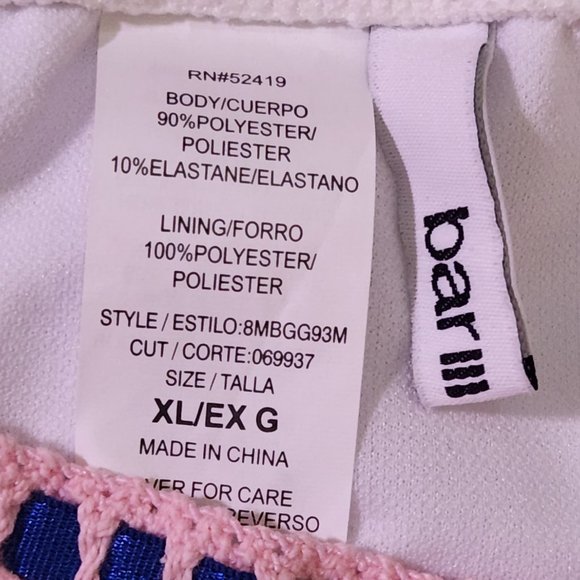 RN#52419
BODY/CUERPO
90%POLYESTER/
POLIESTER
10%ELASTANE/ELASTANO
LINING/FORRO
100%POLYESTER/
POLIESTER
STYLE / ESTILO:8MBGG93M
CUT / CORTE:069937
SIZE / TALLA
XL/EX G
MADE IN CHINA
FOR CARE
REVERSO
bar III